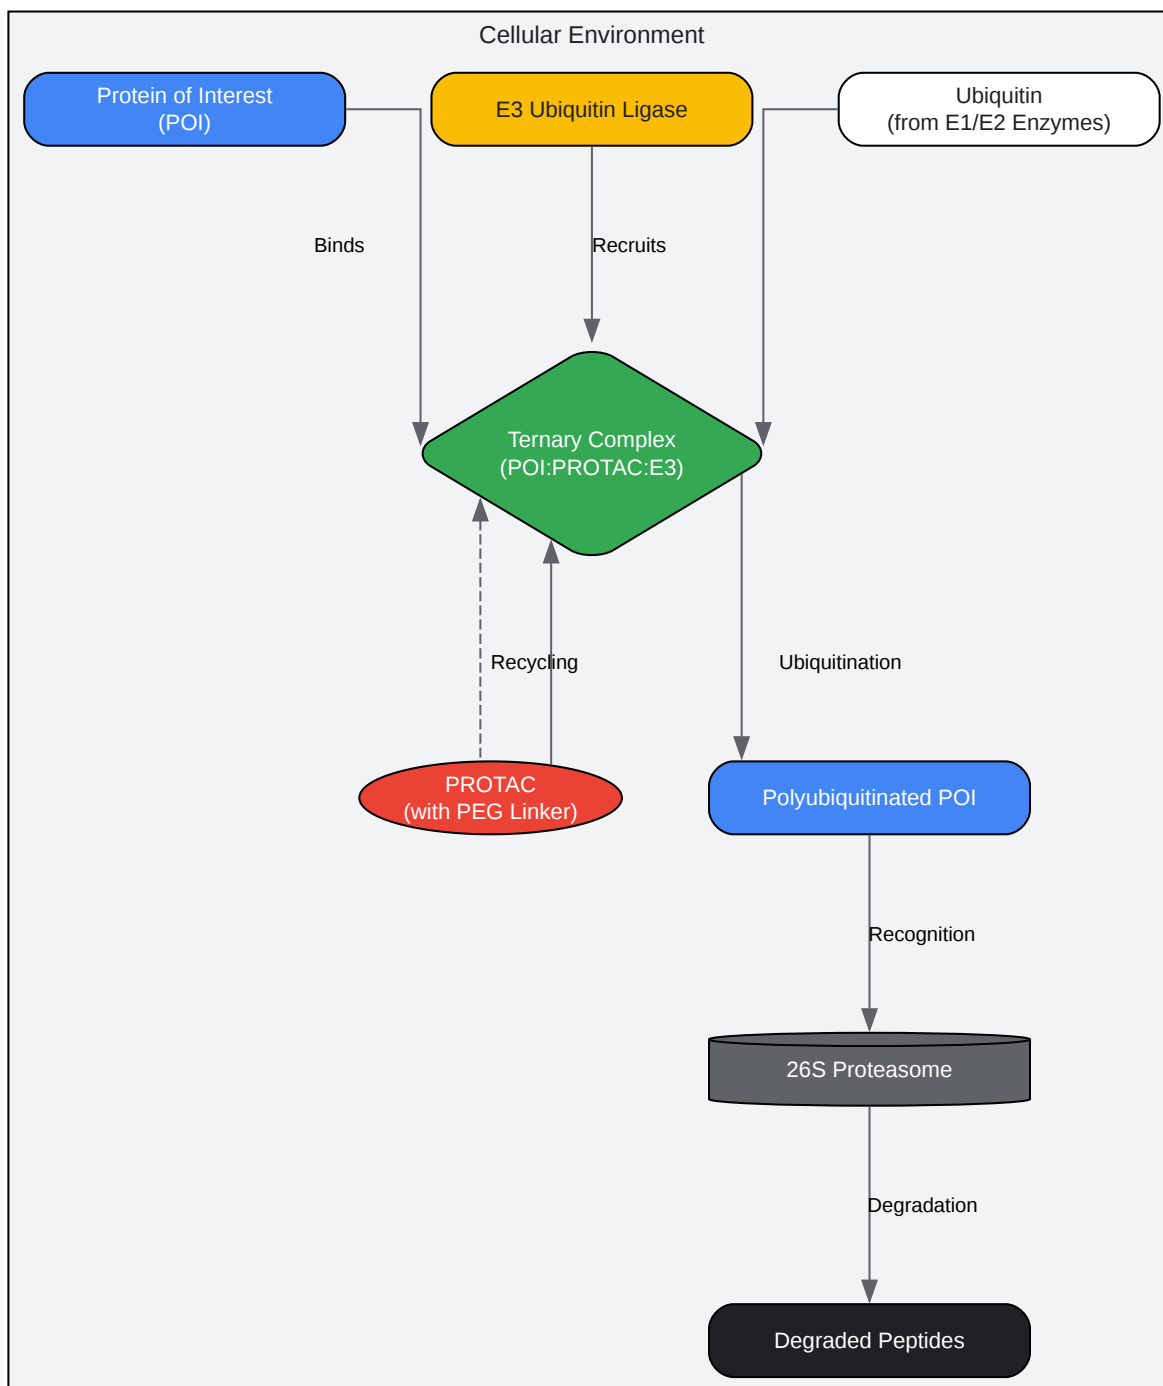 Cellular Environment
Protein of Interest
(POI)
E3 Ubiquitin Ligase
Ubiquitin
(from E1/E2 Enzymes)
Binds
Recruits
Ternary Complex
(POI:PROTAC:E3)
Recycling
Ubiquitination
PROTAC
(with PEG Linker)
Polyubiquitinated POI
Recognition
26S Proteasome
Degradation
Degraded Peptides